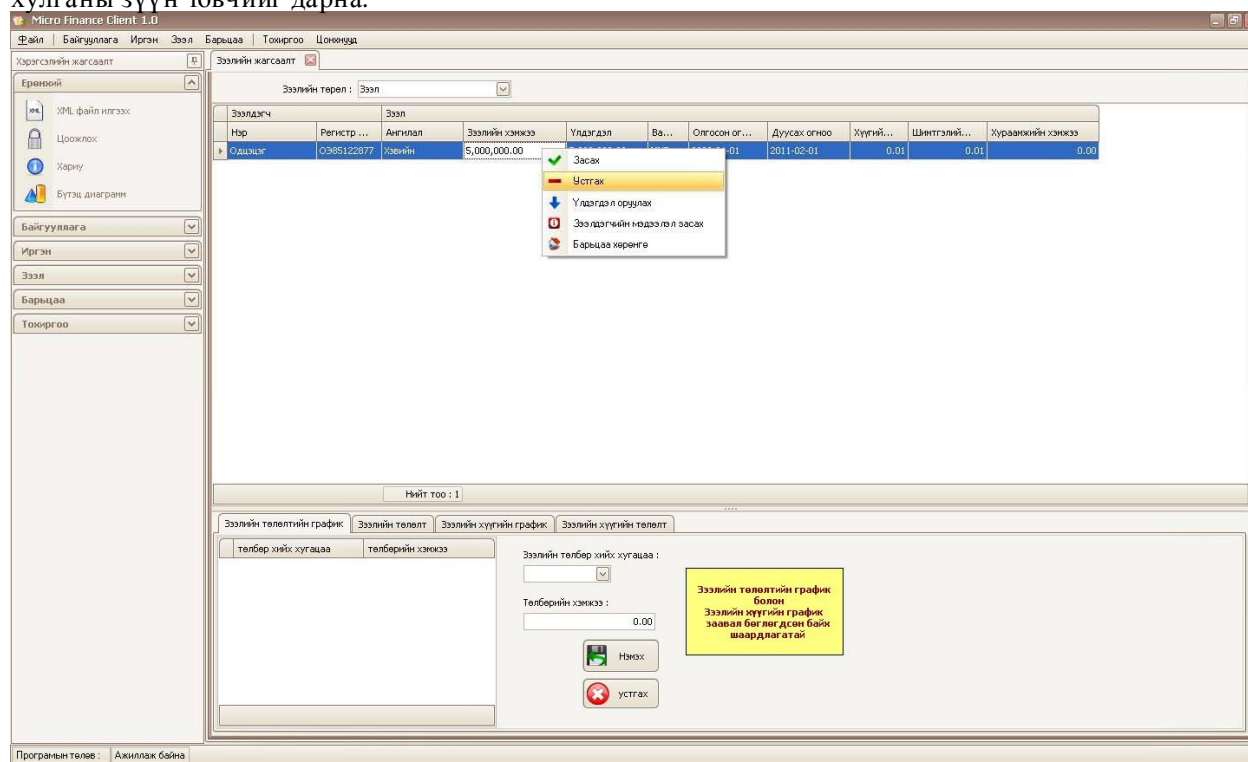 хулганы зүүн товчийг дарна.
Micro Finance Client 1.0
Файл Байгууллага Иргэн Зээл Барьцаа Тохиргоо Цонхнууд
Хэрэгсэлийн жагсаалт
Зээлийн жагсаалт
Ерөнхий
Зээлийн төрөл : Зээл
XML файл илгээх
Цоожлох
Хариу
Бүтэц диаграмм
Байгууллага
Иргэн
Зээл
Барьцаа
Тохиргоо
Зээлдэгч Зээл
Нэр Регистр ... Ангилал Зээлийн хэмжээ Үлдэгдэл Ва... Олгосон ог... Дуусах огноо Хүүгий... Шимтгэлий... Хураамжийн хэмжээ
Одцэцэг ОЭ85122877 Хэвийн 5,000,000.00 2011-02-01 0.01 0.01 0.00
Засах
Устгах
Үлдэгдэл оруулах
Зээлдэгчийн мэдээлэл засах
Барьцаа хөрөнгө
Нийт тоо : 1
Зээлийн төлөлтийн график Зээлийн төлөлт Зээлийн хүүгийн график Зээлийн хүүгийн төлөлт
төлбөр хийх хугацаа төлбөрийн хэмжээ
Зээлийн төлбөр хийх хугацаа :
Төлбөрийн хэмжээ :
0.00
Нэмэх
устгах
Зээлийн төлөлтийн график
болон
Зээлийн хүүгийн график
заавал бөглөгдсөн байх
шаардлагатай
Програмын төлөв : Ажиллаж байна